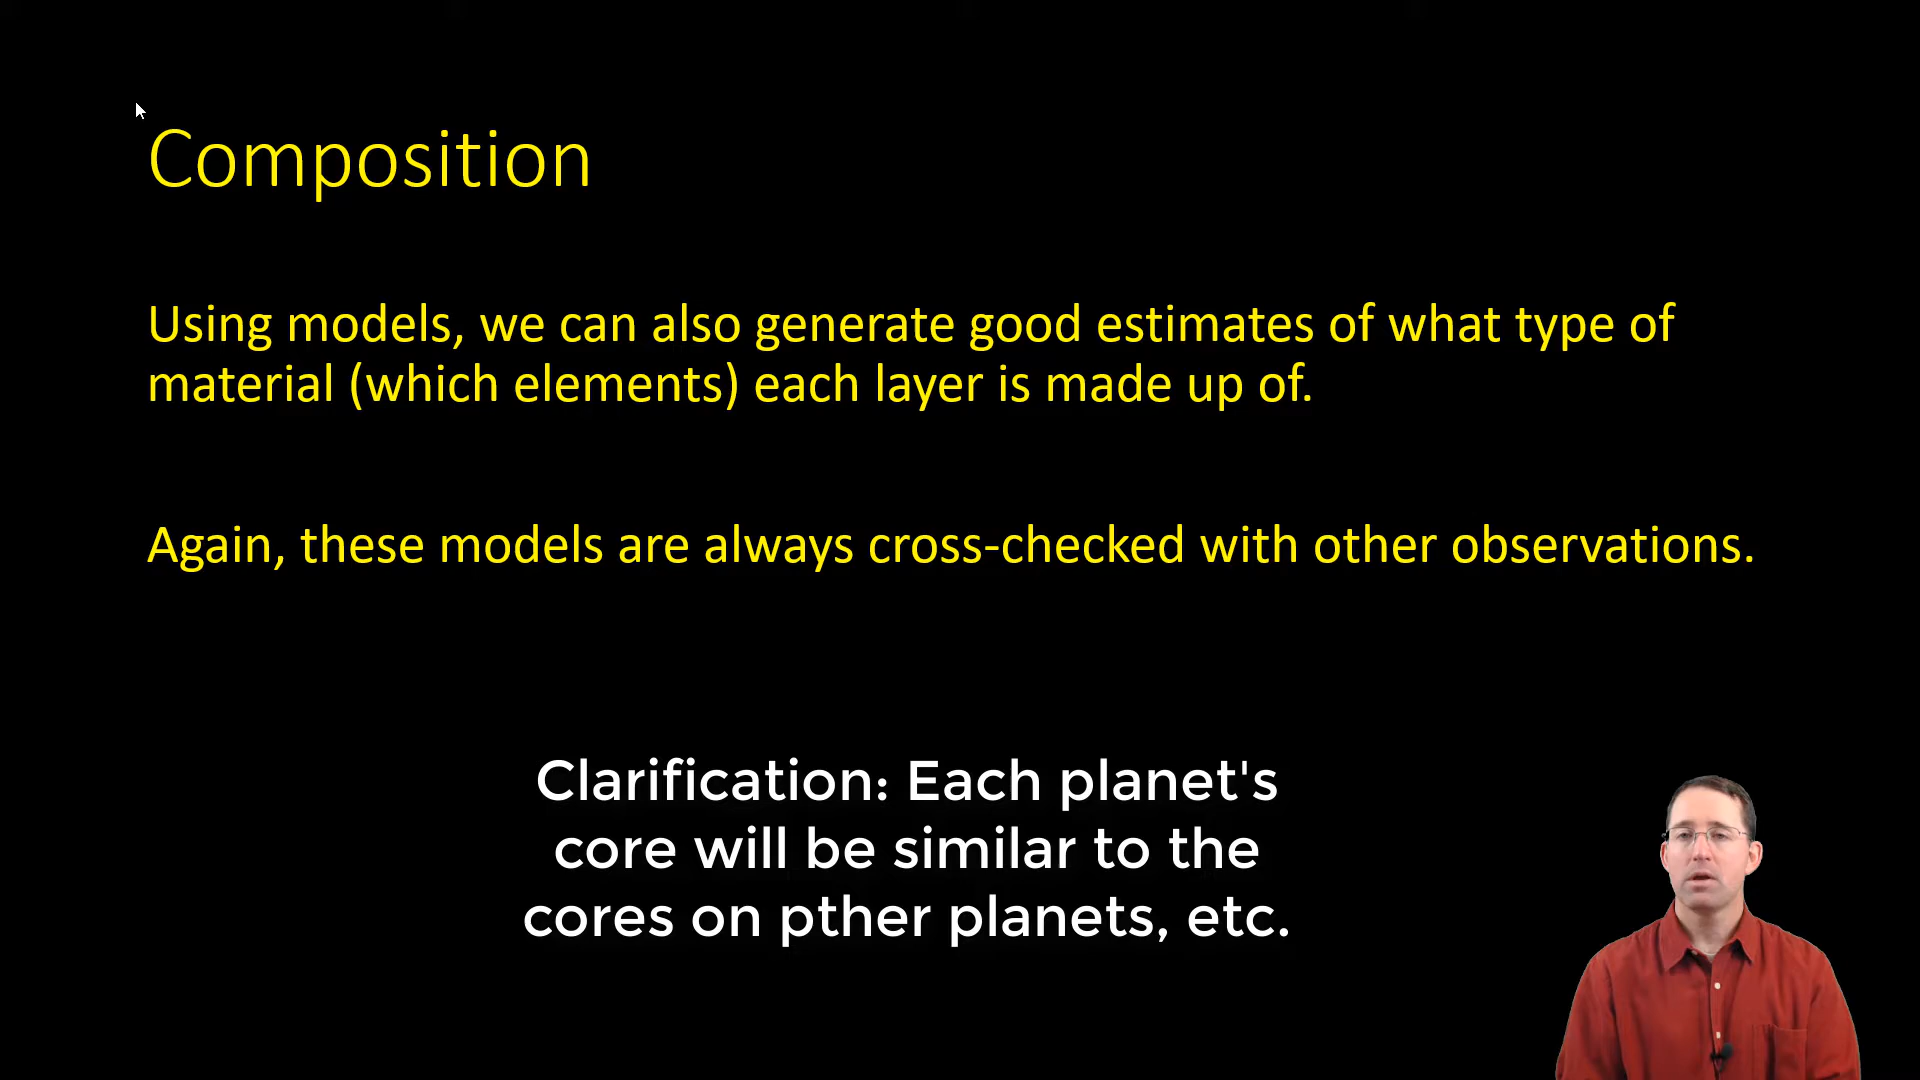 Composition
Using models, we can also generate good estimates of what type of
material (which elements) each layer is made up of.
Again, these models are always cross-checked with other observations.
Clarification: Each planet's
core will be similar to the
cores on pther planets, etc.